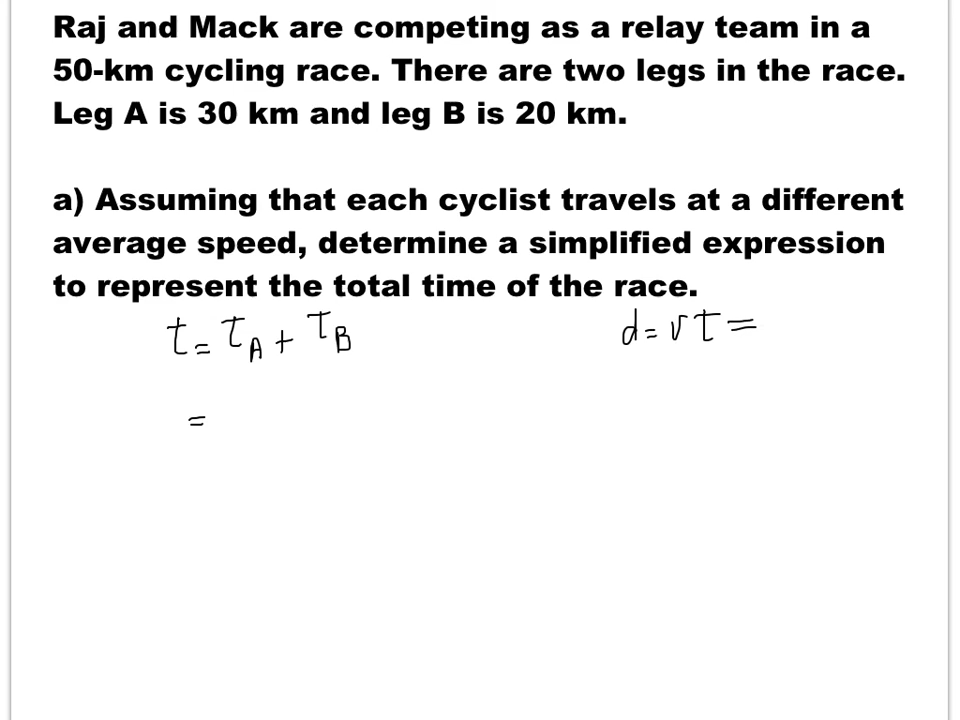 Raj and Mack are competing as a relay team in a
50-km cycling race. There are two legs in the race.
Leg A is 30 km and leg B is 20 km.
a) Assuming that each cyclist travels at a different
average speed, determine a simplified expression
to represent the total time of the race.
t = t_A + t_B d = vt =
=